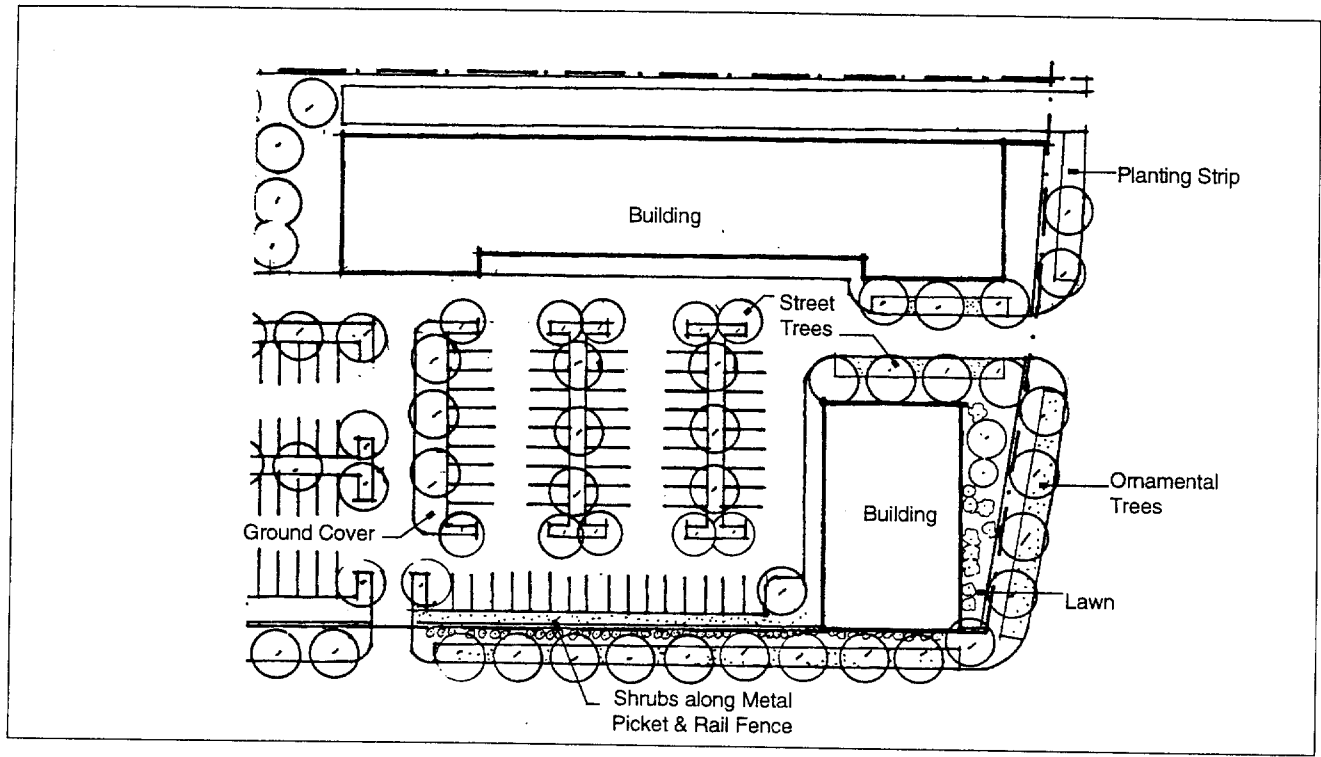 Planting Strip
Building
Street
Trees
Ornamental
Trees
Building
Ground Cover
Lawn
Shrubs along Metal
Picket & Rail Fence